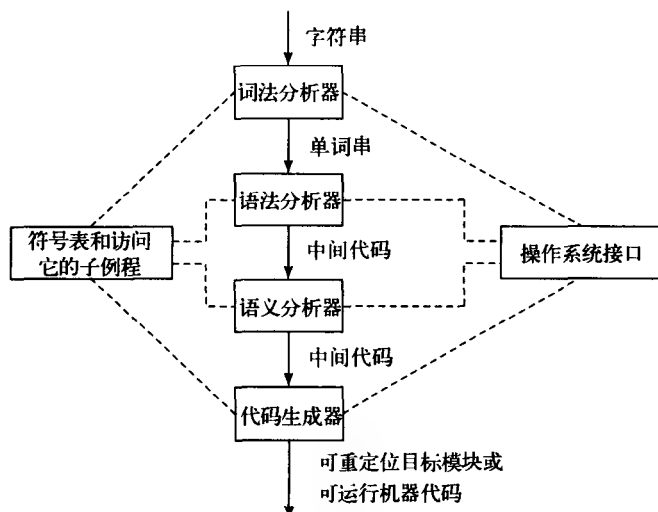 字符串
词法分析器
单词串
语法分析器
符号表和访问
它的子例程
中间代码
操作系统接口
语义分析器
中间代码
代码生成器
可重定位目标模块或
可运行机器代码